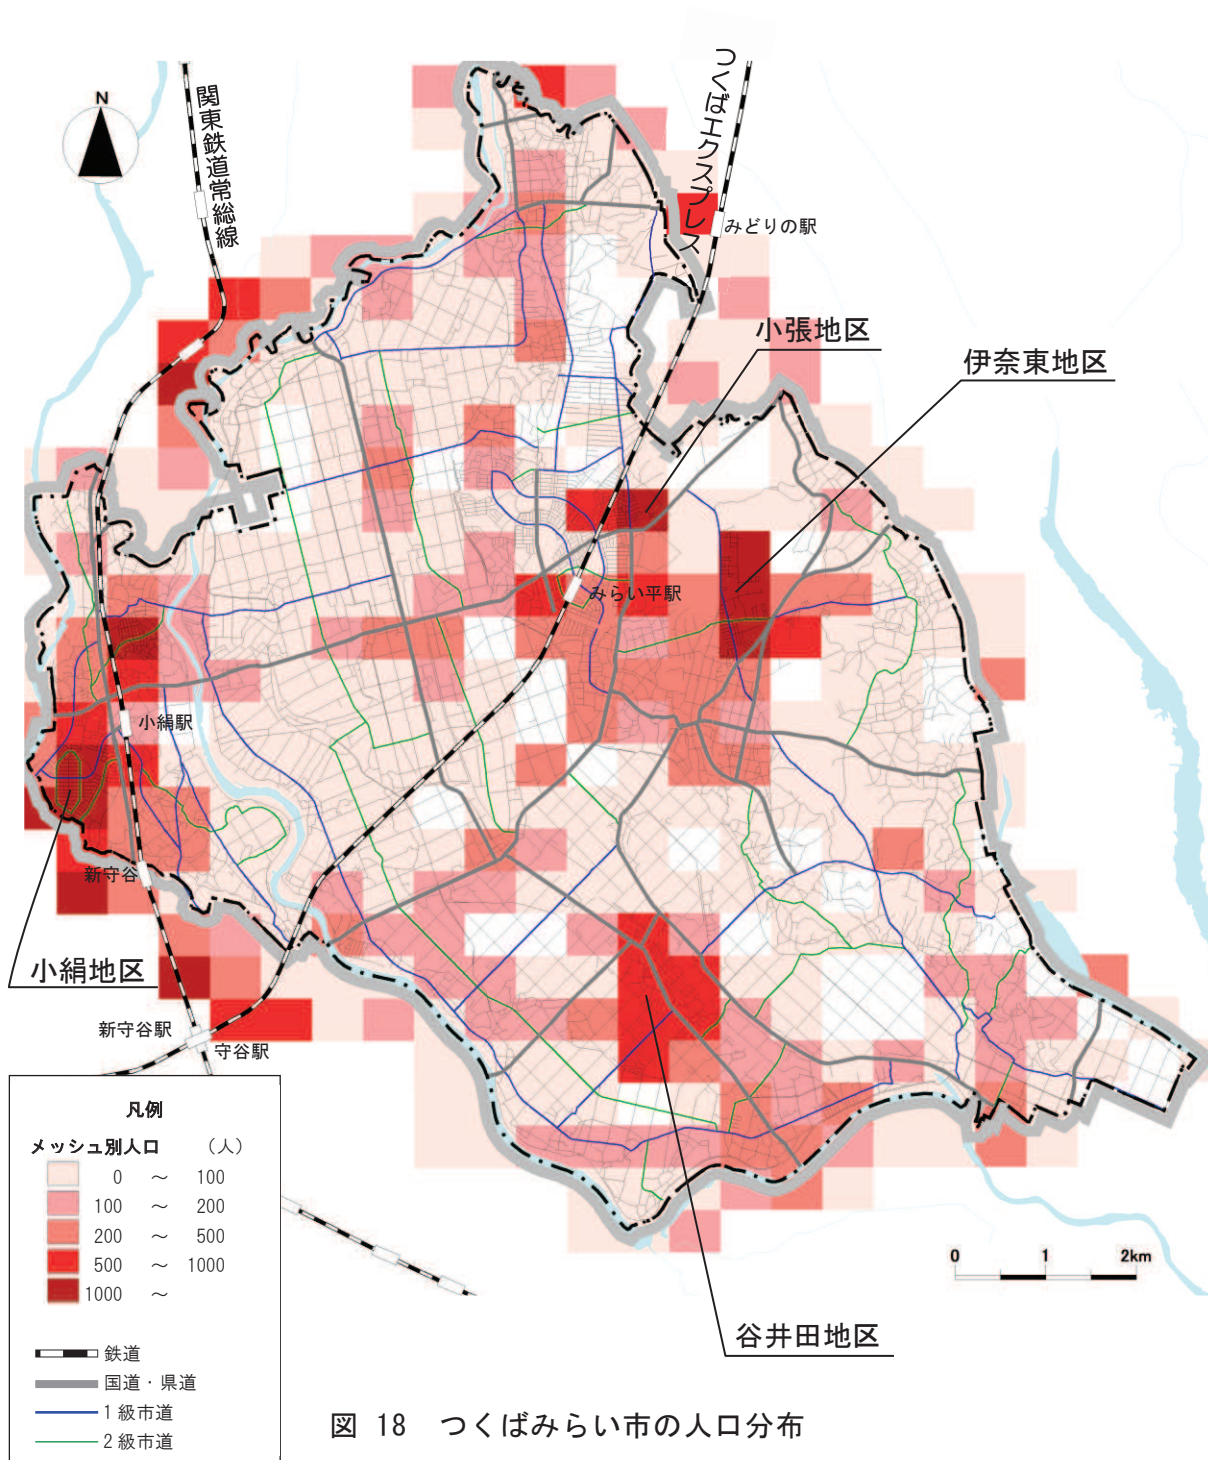 つくばエクスプレス
関東鉄道常総線
N
みどりの駅
小張地区
伊奈東地区
みらい平駅
小絹駅
新守谷
小絹地区
新守谷駅
守谷駅
凡例
メッシュ別人口 (人)
0 ～ 100
100 ～ 200
200 ～ 500
500 ～ 1000
1000 ～
鉄道
国道・県道
1級市道
2級市道
0 1 2km
谷井田地区
図 18 つくばみらい市の人口分布